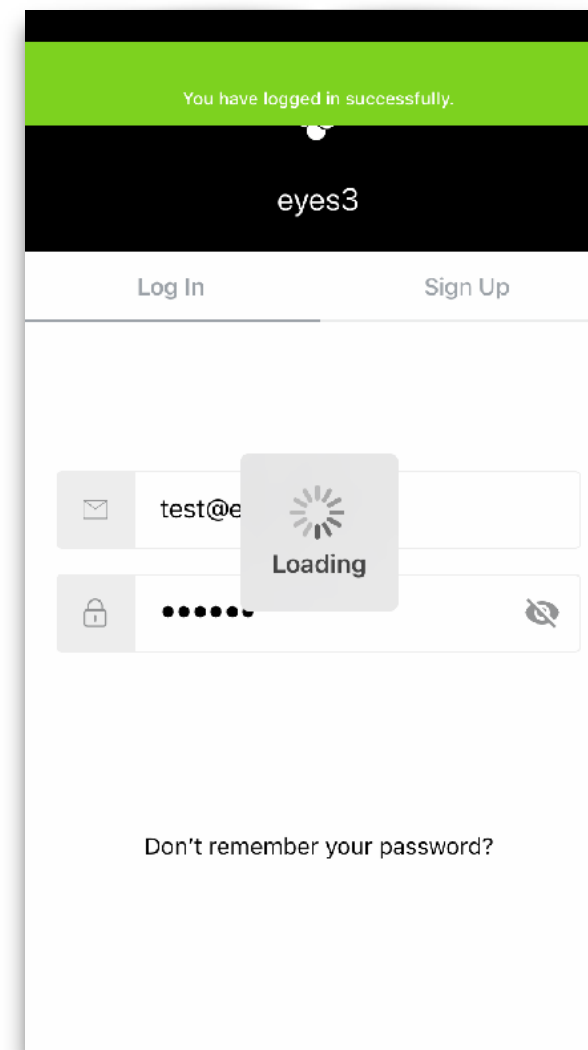 You have logged in successfully.
eyes3
Log In
Sign Up
test@e
Loading
Don't remember your password?